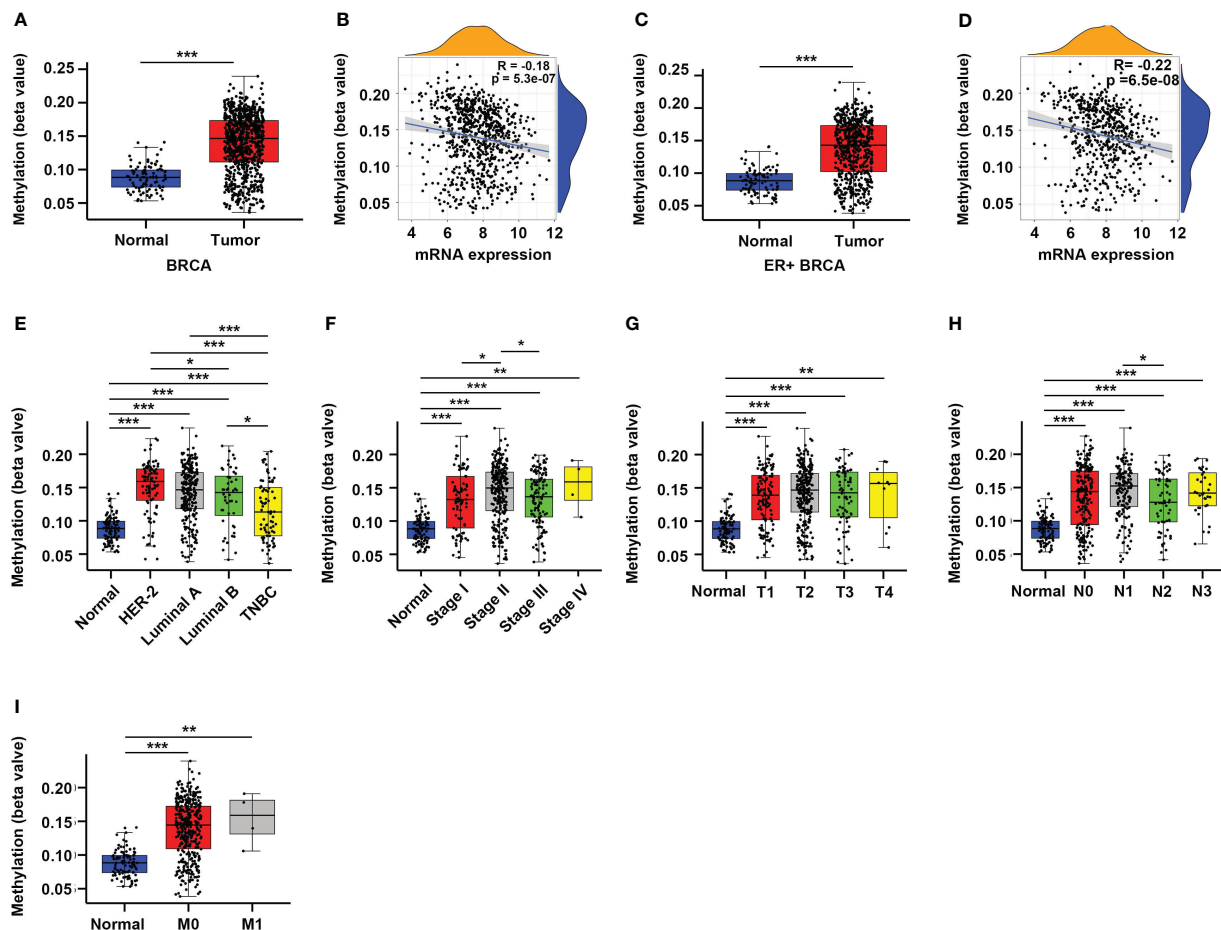 A
Methylation (beta value)
0.25
0.20
0.15
0.10
0.05
***
Normal Tumor
BRCA
B
Methylation (beta value)
0.20
0.15
0.10
0.05
R = -0.18
p = 5.3e-07
4 6 8 10 12
mRNA expression
C
Methylation (beta value)
0.25
0.20
0.15
0.10
0.05
***
Normal Tumor
ER+ BRCA
D
Methylation (beta value)
0.20
0.15
0.10
0.05
R= -0.22
p =6.5e-08
4 6 8 10 12
mRNA expression
E
Methylation (beta valve)
0.20
0.15
0.10
0.05
***
***
*
***
***
***
***
*
Normal HER-2 Luminal A Luminal B TNBC
F
Methylation (beta valve)
0.20
0.15
0.10
0.05
*
*
**
***
***
***
Normal Stage I Stage II Stage III Stage IV
G
Methylation (beta valve)
0.20
0.15
0.10
0.05
**
***
***
***
Normal T1 T2 T3 T4
H
Methylation (beta valve)
0.20
0.15
0.10
0.05
*
***
***
***
***
Normal N0 N1 N2 N3
I
Methylation (beta valve)
0.20
0.15
0.10
0.05
**
***
Normal M0 M1